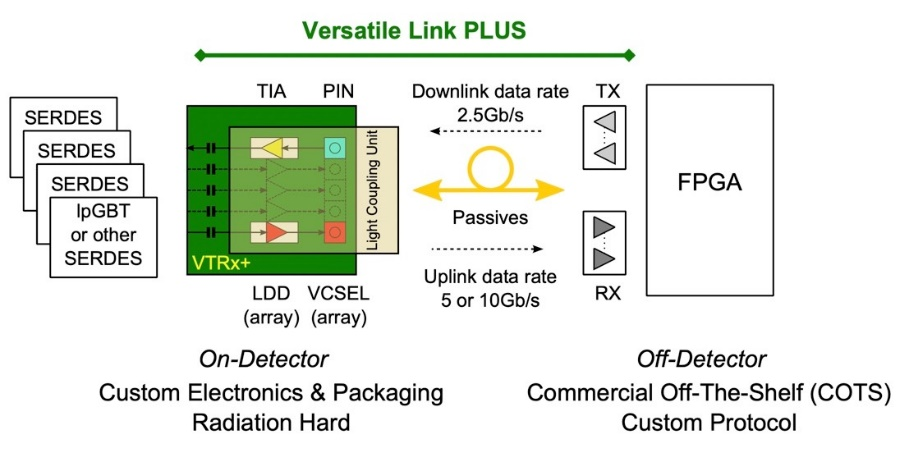 Versatile Link PLUS
SERDES
SERDES
SERDES
lpGBT
or other
SERDES
TIA
PIN
Light Coupling Unit
VTRx+
LDD
(array)
VCSEL
(array)
Downlink data rate
2.5Gb/s
Passives
Uplink data rate
5 or 10Gb/s
TX
RX
FPGA
On-Detector
Custom Electronics & Packaging
Radiation Hard
Off-Detector
Commercial Off-The-Shelf (COTS)
Custom Protocol